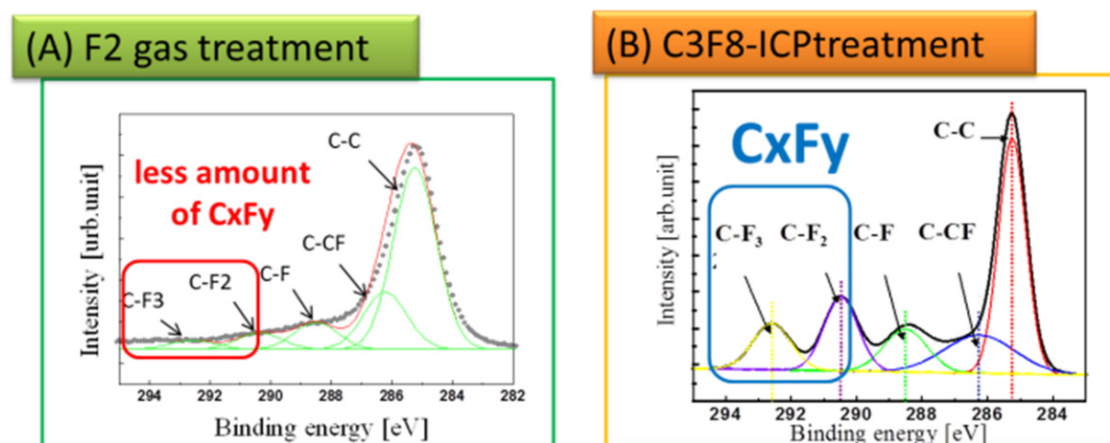 (A) F2 gas treatment
less amount
of CxFy
C-C
C-CF
C-F
C-F2
C-F3
Intensity [urb.unit]
294 292 290 288 286 284 282
Binding energy [eV]
(B) C3F8-ICPtreatment
CxFy
C-C
C-F₃ C-F₂ C-F C-CF
Intensity [arb.unit]
294 292 290 288 286 284
Binding energy [eV]